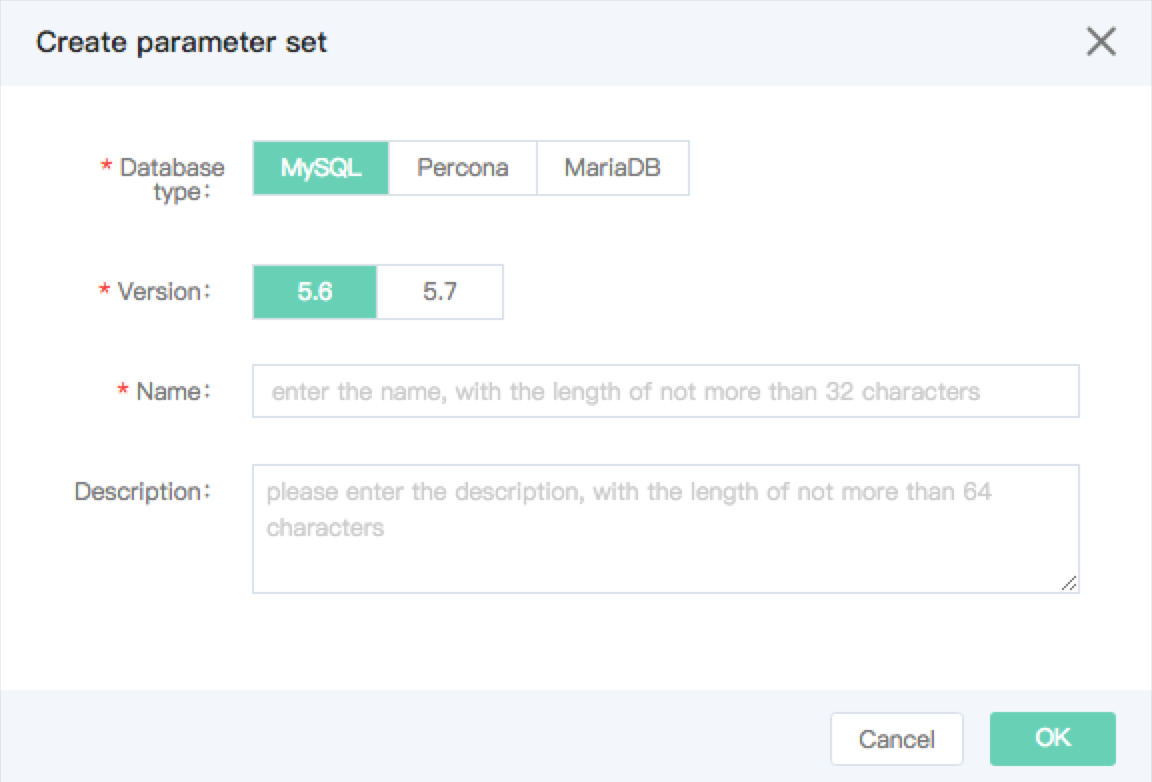 Create parameter set
* Database
type:
MySQL
Percona
MariaDB
* Version:
5.6
5.7
* Name:
enter the name, with the length of not more than 32 characters
Description:
please enter the description, with the length of not more than 64
characters
Cancel
OK